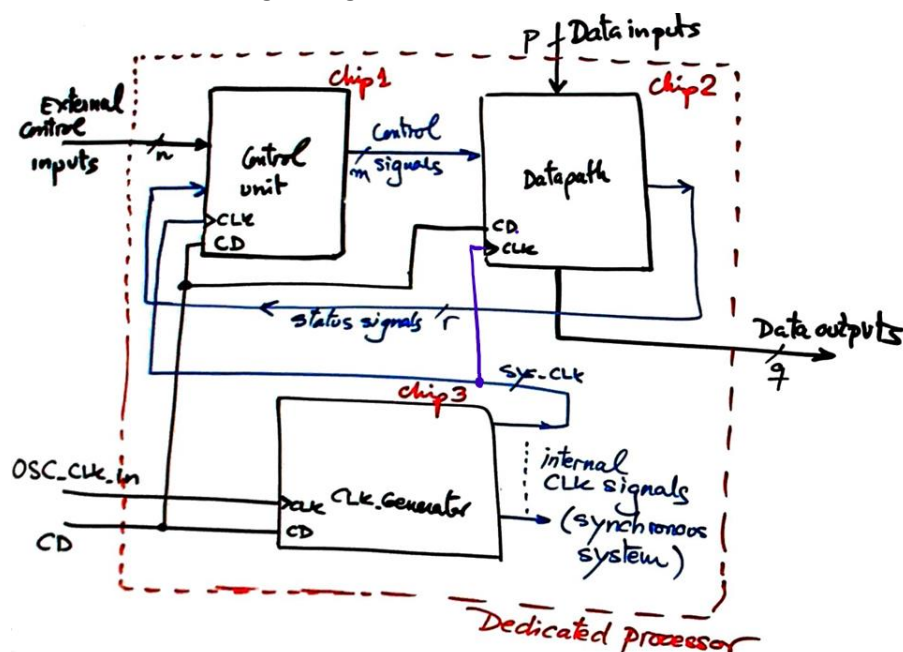 P Data inputs
chip1
chip2
External
Control
inputs
n
Control
unit
CLK
CD
Control
m signals
Datapath
CD.
CLK
status signals r
Data outputs
q
SYS_CLK
chip3
OSC_CLK_in
CD
CLK
CLK_Generator
CD
internal
CLK signals
(synchronous
system)
Dedicated processor